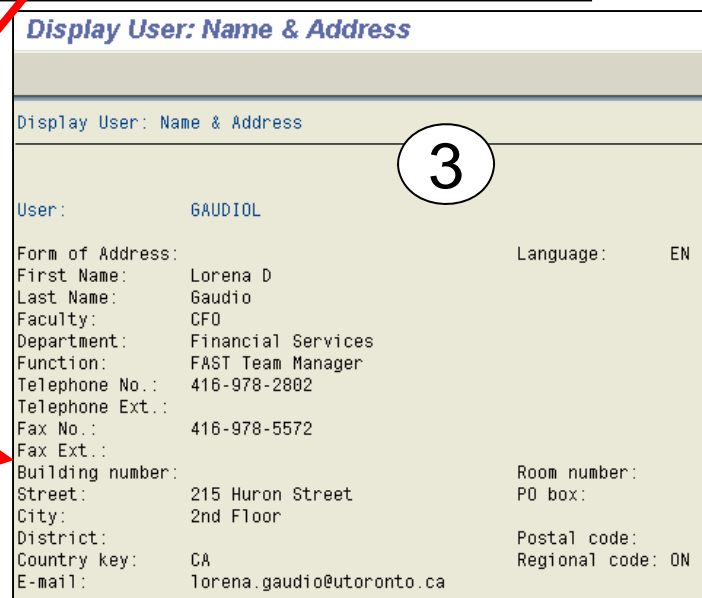 Display User: Name & Address
Display User: Name & Address
3
User: GAUDIOL
Form of Address: Language: EN
First Name: Lorena D
Last Name: Gaudio
Faculty: CFO
Department: Financial Services
Function: FAST Team Manager
Telephone No.: 416-978-2802
Telephone Ext.:
Fax No.: 416-978-5572
Fax Ext.:
Building number: Room number:
Street: 215 Huron Street PO box:
City: 2nd Floor
District: Postal code:
Country key: CA Regional code: ON
E-mail: lorena.gaudio@utoronto.ca